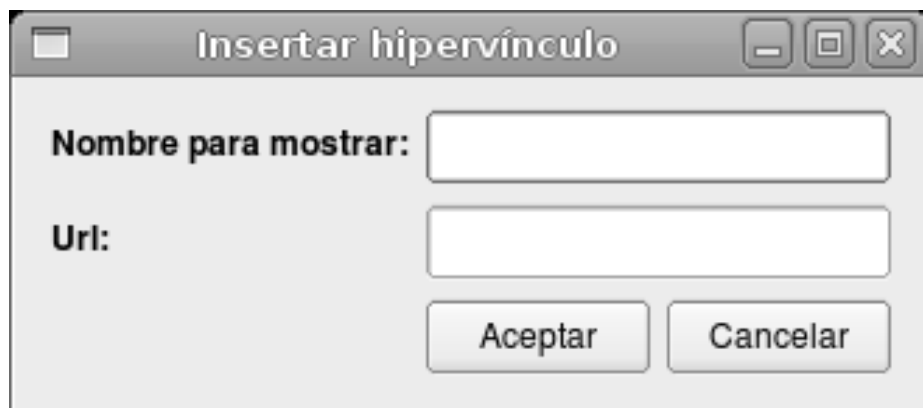 Insertar hipervínculo
Nombre para mostrar:
Url:
Aceptar Cancelar